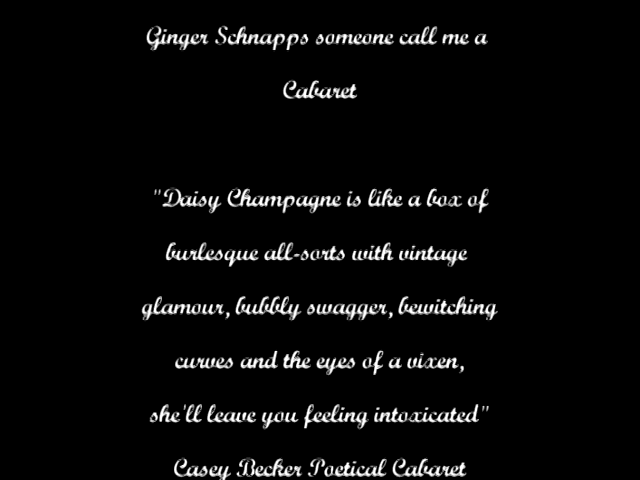 Ginger Schnapps someone call me a
Cabaret
"Daisy Champagne is like a box of
burlesque all-sorts with vintage
glamour, bubbly swagger, bewitching
curves and the eyes of a vixen,
she'll leave you feeling intoxicated"
Casey Becker Poetical Cabaret